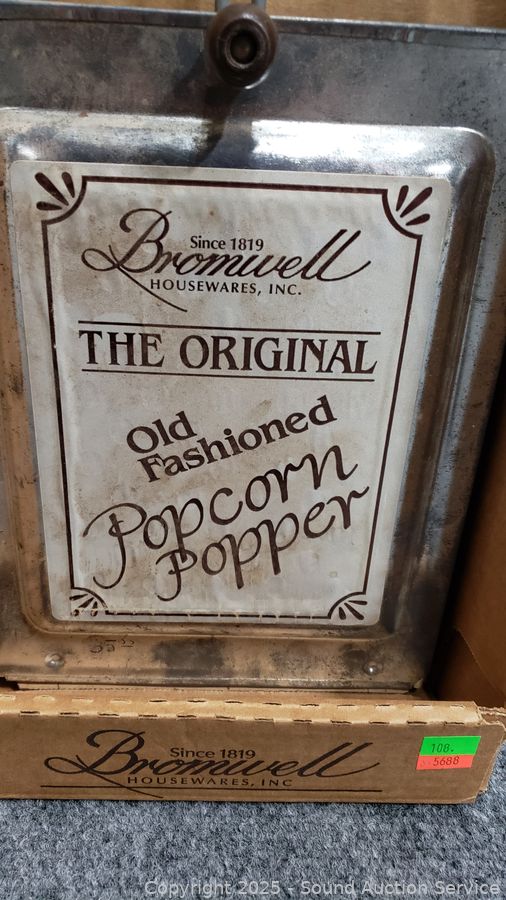 Since 1819
Bromwell
HOUSEWARES, INC.
THE ORIGINAL
Old
Fashioned
Popcorn
Popper
Since 1819
Bromwell
HOUSEWARES, INC
108.
5688
Copyright 2025 - Sound Auction Service